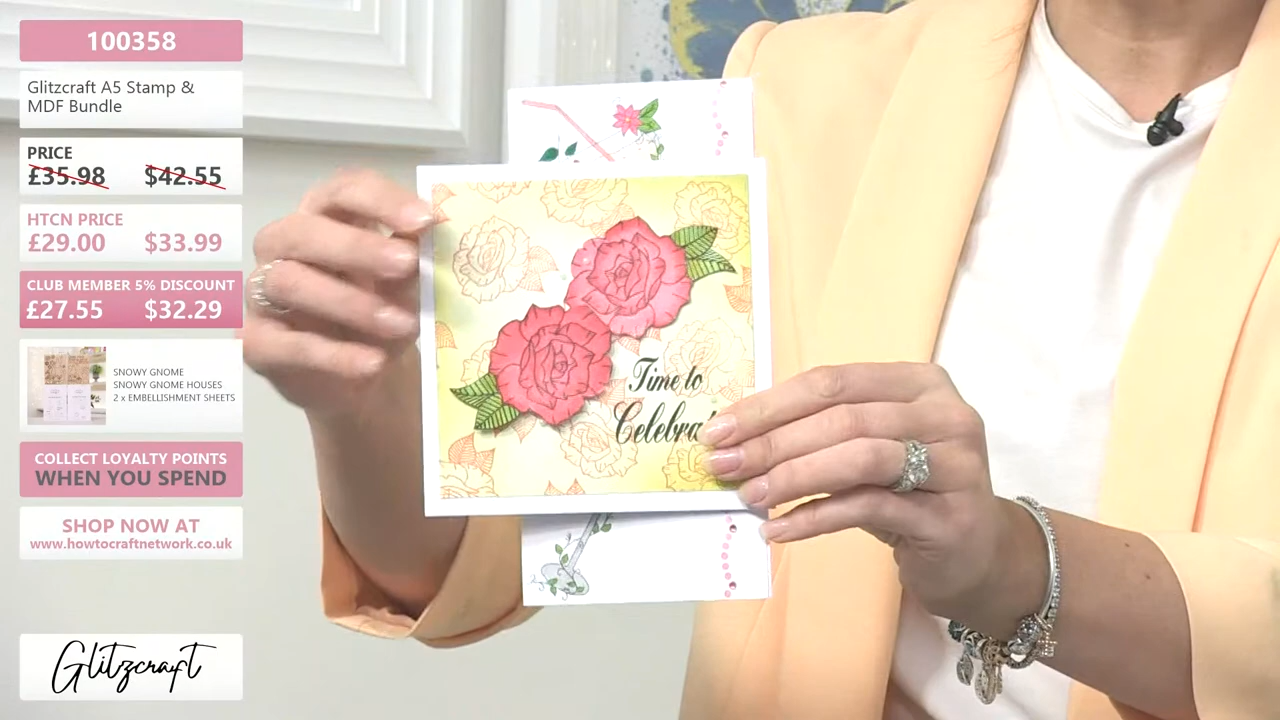 100358
Glitzcraft A5 Stamp &
MDF Bundle
PRICE
£35.98 $42.55
HTCN PRICE
£29.00 $33.99
CLUB MEMBER 5% DISCOUNT
£27.55 $32.29
SNOWY GNOME
SNOWY GNOME HOUSES
2 x EMBELLISHMENT SHEETS
COLLECT LOYALTY POINTS
WHEN YOU SPEND
SHOP NOW AT
www.howtocraftnetwork.co.uk
Glitzcraft
Time to
Celebra